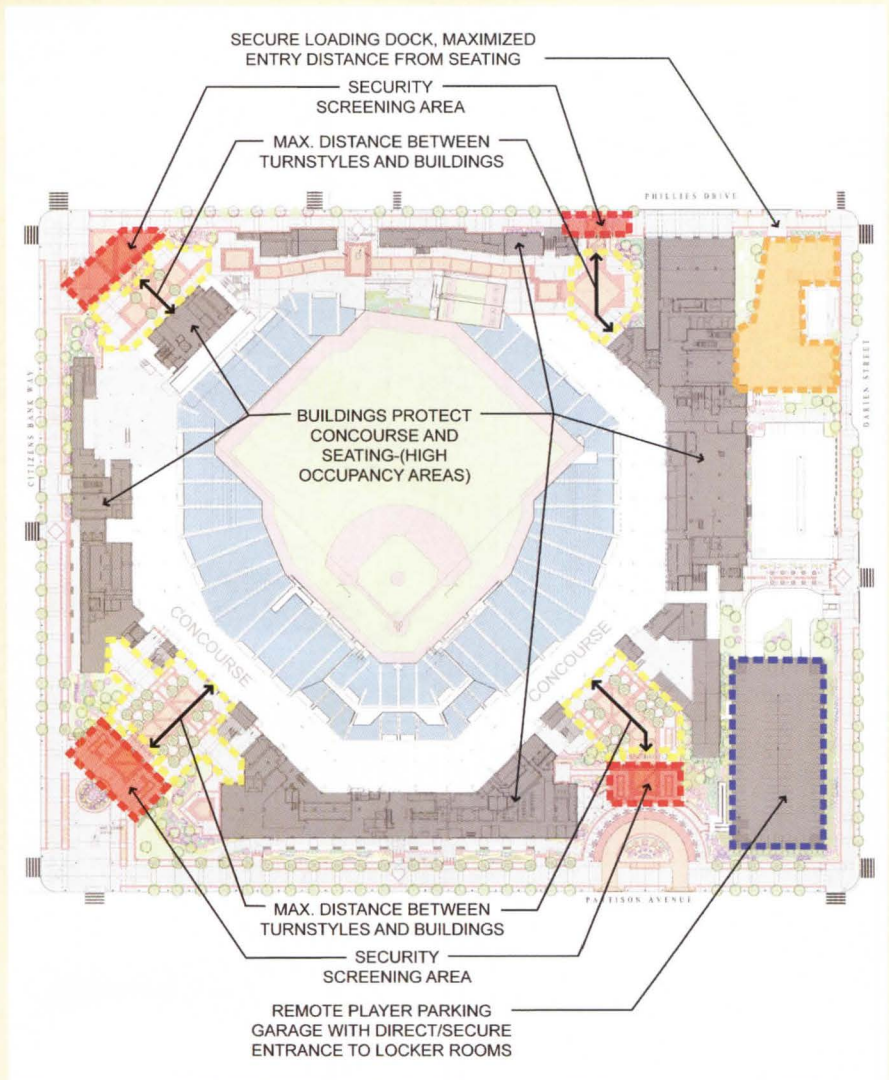 SECURE LOADING DOCK, MAXIMIZED
ENTRY DISTANCE FROM SEATING
SECURITY
SCREENING AREA
MAX. DISTANCE BETWEEN
TURNSTYLES AND BUILDINGS
PHILLIES DRIVE
CITIZENS BANK WAY
DARIEN STREET
BUILDINGS PROTECT
CONCOURSE AND
SEATING-(HIGH
OCCUPANCY AREAS)
CONCOURSE
CONCOURSE
PATTISON AVENUE
MAX. DISTANCE BETWEEN
TURNSTYLES AND BUILDINGS
SECURITY
SCREENING AREA
REMOTE PLAYER PARKING
GARAGE WITH DIRECT/SECURE
ENTRANCE TO LOCKER ROOMS